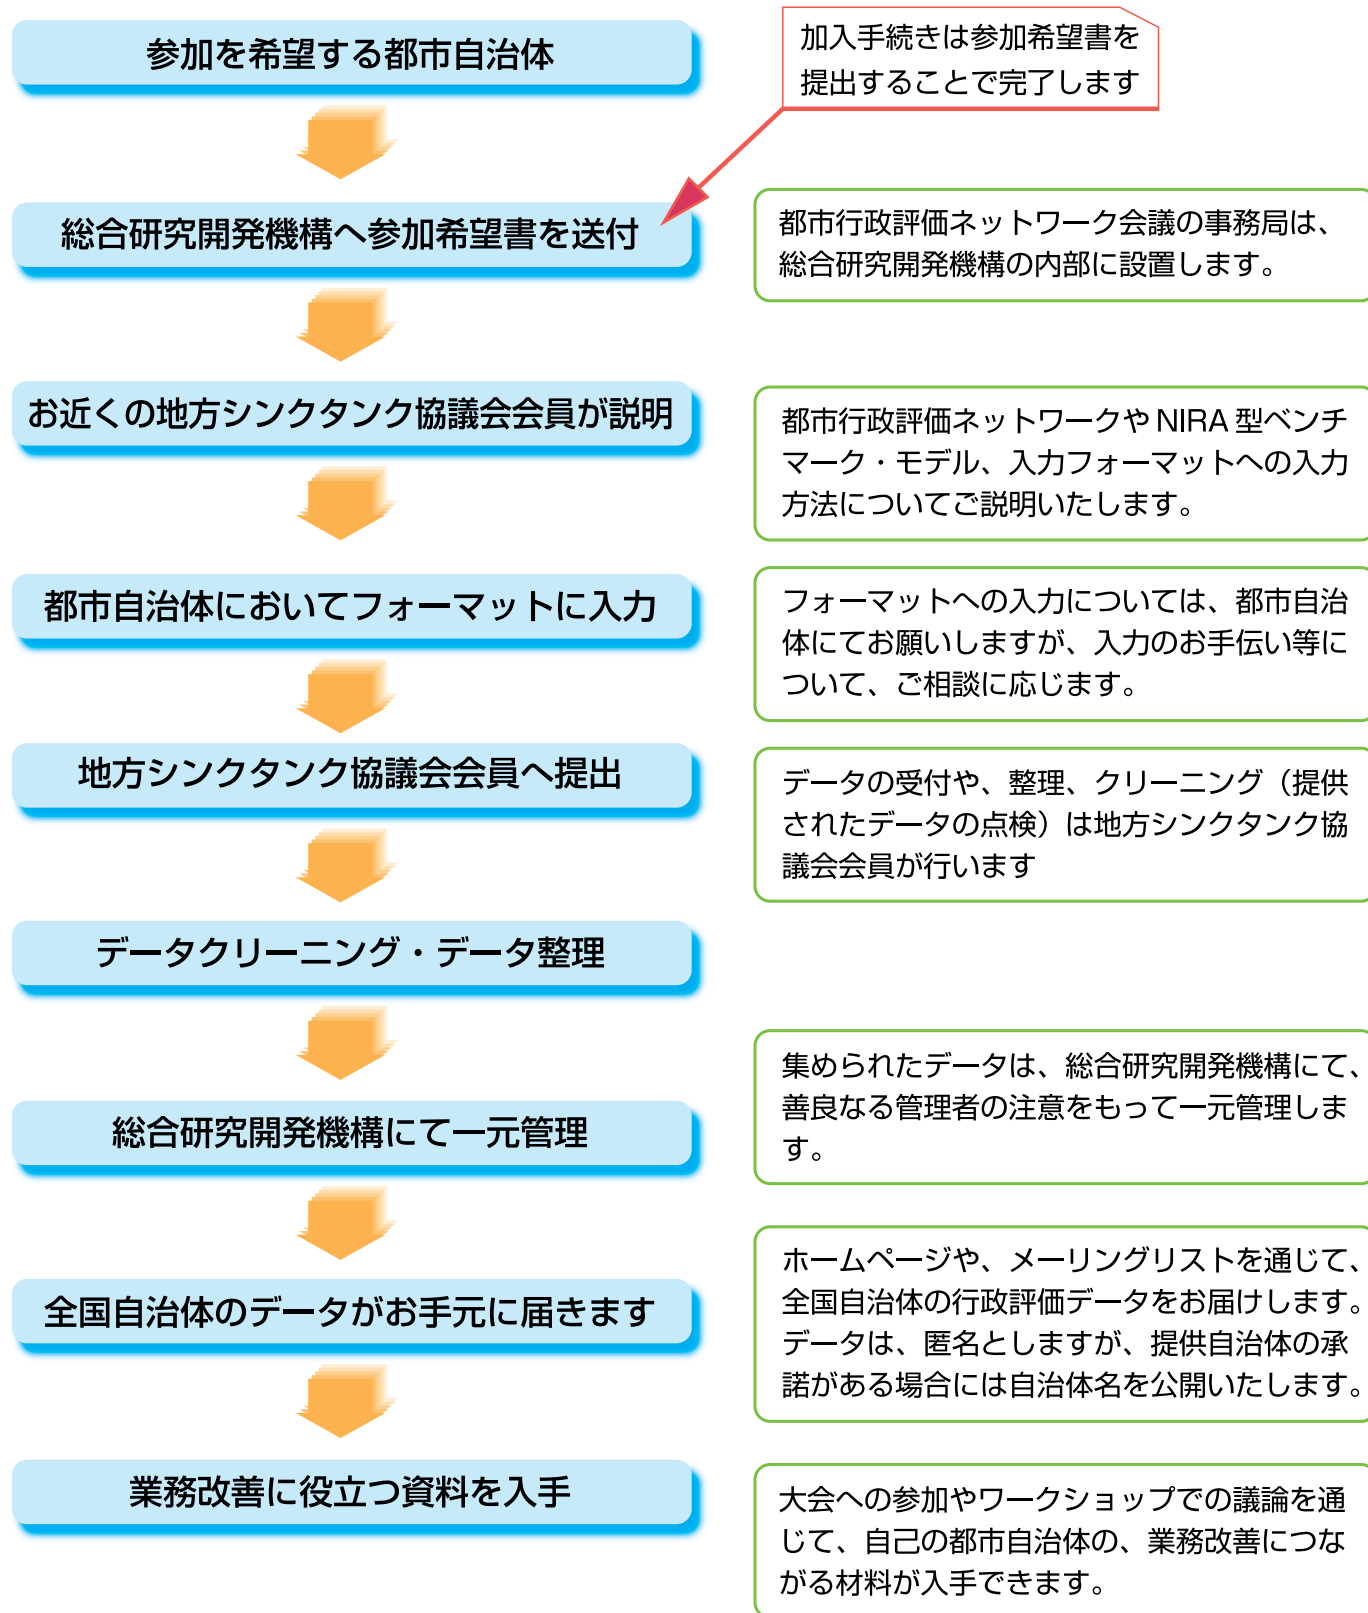 参加を希望する都市自治体
加入手続きは参加希望書を
提出することで完了します
総合研究開発機構へ参加希望書を送付
都市行政評価ネットワーク会議の事務局は、
総合研究開発機構の内部に設置します。
お近くの地方シンクタンク協議会会員が説明
都市行政評価ネットワークや NIRA 型ベンチ
マーク・モデル、入力フォーマットへの入力
方法についてご説明いたします。
都市自治体においてフォーマットに入力
フォーマットへの入力については、都市自治
体にてお願いしますが、入力のお手伝い等に
ついて、ご相談に応じます。
地方シンクタンク協議会会員へ提出
データの受付や、整理、クリーニング（提供
されたデータの点検）は地方シンクタンク協
議会会員が行います
データクリーニング・データ整理
総合研究開発機構にて一元管理
集められたデータは、総合研究開発機構にて、
善良なる管理者の注意をもって一元管理しま
す。
全国自治体のデータがお手元に届きます
ホームページや、メーリングリストを通じて、
全国自治体の行政評価データをお届けします。
データは、匿名としますが、提供自治体の承
諾がある場合には自治体名を公開いたします。
業務改善に役立つ資料を入手
大会への参加やワークショップでの議論を通
じて、自己の都市自治体の、業務改善につな
がる材料が入手できます。